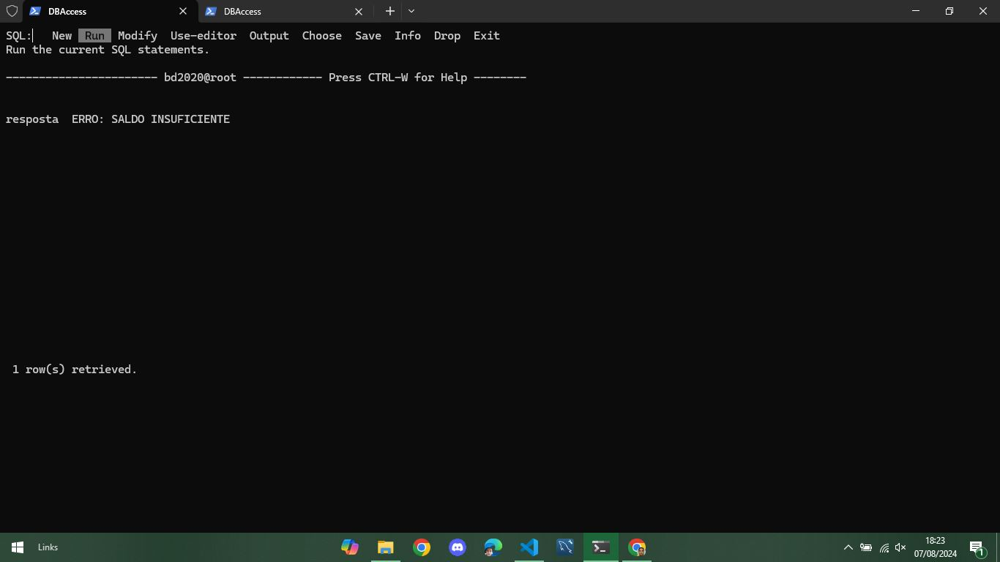 DBAccess DBAccess
SQL: New Run Modify Use-editor Output Choose Save Info Drop Exit
Run the current SQL statements.
----------------------- bd2020@root ------------ Press CTRL-W for Help --------
resposta ERRO: SALDO INSUFICIENTE
1 row(s) retrieved.
Links
18:23
07/08/2024
1